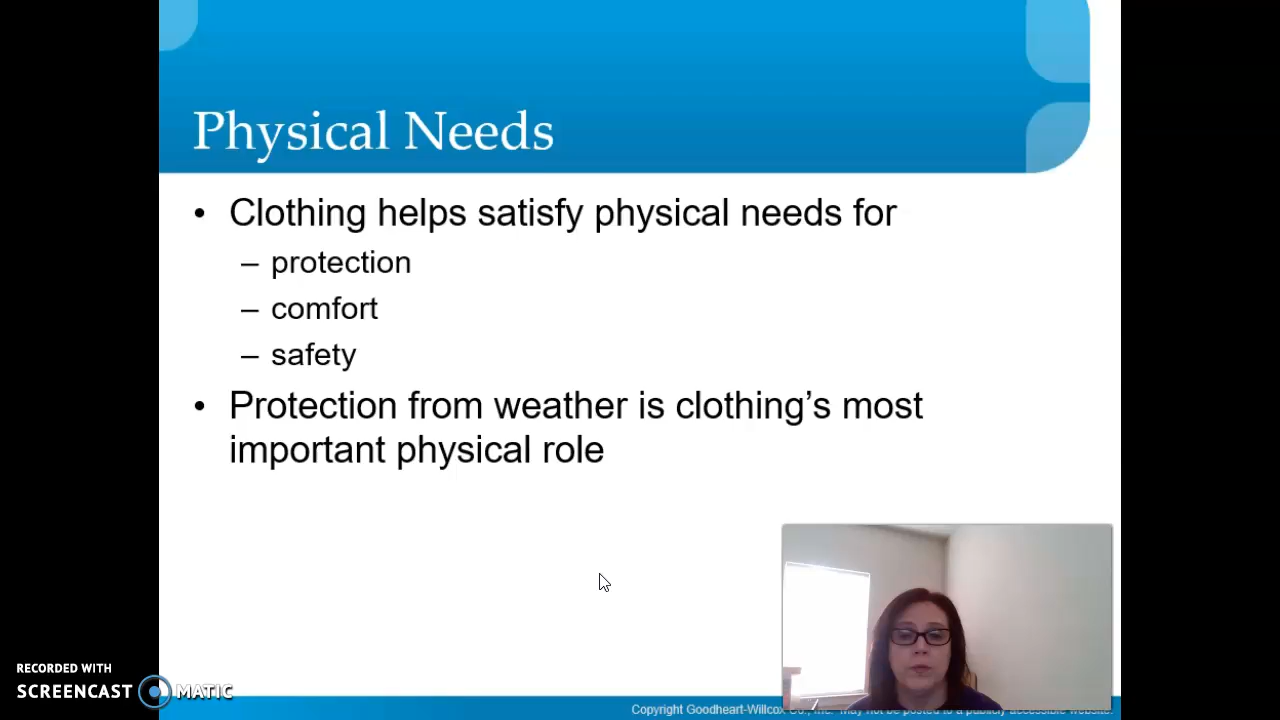 Physical Needs
• Clothing helps satisfy physical needs for
– protection
– comfort
– safety
• Protection from weather is clothing’s most
important physical role
RECORDED WITH
SCREENCAST MATIC
Copyright Goodheart-Willcox Co., Inc. May not be posted to a publicly accessible website.